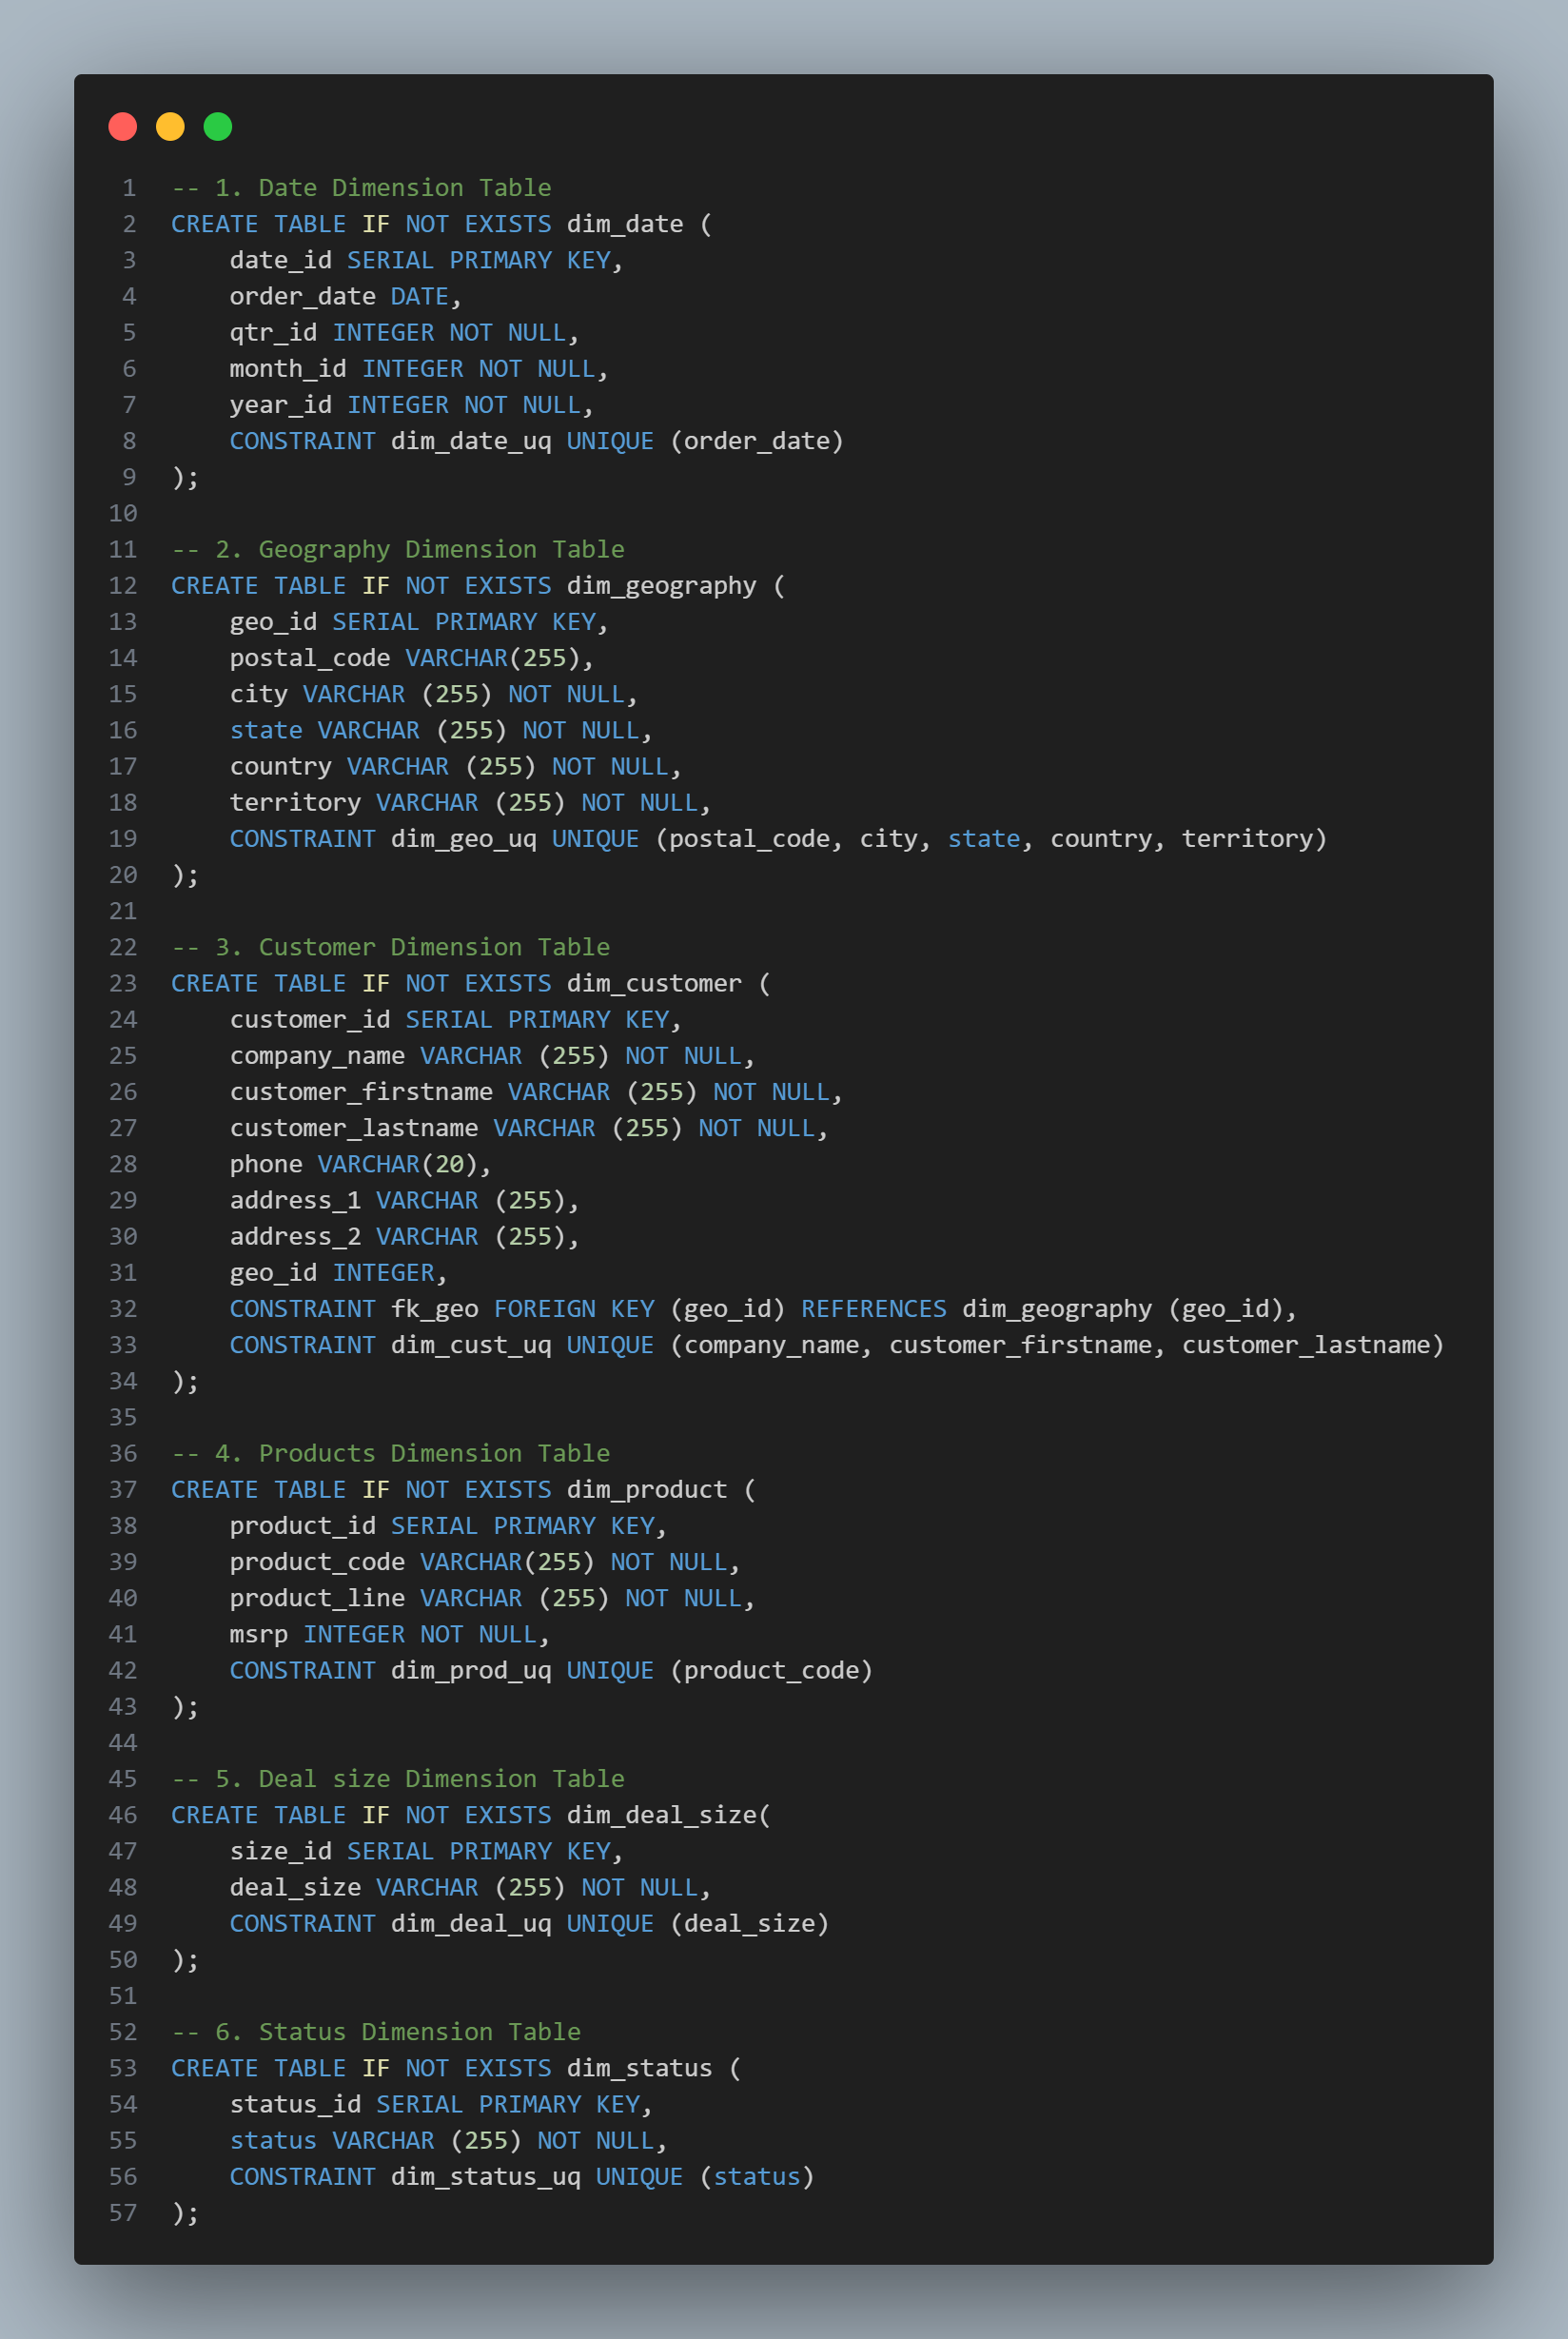 1 -- 1. Date Dimension Table
2 CREATE TABLE IF NOT EXISTS dim_date (
3     date_id SERIAL PRIMARY KEY,
4     order_date DATE,
5     qtr_id INTEGER NOT NULL,
6     month_id INTEGER NOT NULL,
7     year_id INTEGER NOT NULL,
8     CONSTRAINT dim_date_uq UNIQUE (order_date)
9 );
10
11 -- 2. Geography Dimension Table
12 CREATE TABLE IF NOT EXISTS dim_geography (
13     geo_id SERIAL PRIMARY KEY,
14     postal_code VARCHAR(255),
15     city VARCHAR (255) NOT NULL,
16     state VARCHAR (255) NOT NULL,
17     country VARCHAR (255) NOT NULL,
18     territory VARCHAR (255) NOT NULL,
19     CONSTRAINT dim_geo_uq UNIQUE (postal_code, city, state, country, territory)
20 );
21
22 -- 3. Customer Dimension Table
23 CREATE TABLE IF NOT EXISTS dim_customer (
24     customer_id SERIAL PRIMARY KEY,
25     company_name VARCHAR (255) NOT NULL,
26     customer_firstname VARCHAR (255) NOT NULL,
27     customer_lastname VARCHAR (255) NOT NULL,
28     phone VARCHAR(20),
29     address_1 VARCHAR (255),
30     address_2 VARCHAR (255),
31     geo_id INTEGER,
32     CONSTRAINT fk_geo FOREIGN KEY (geo_id) REFERENCES dim_geography (geo_id),
33     CONSTRAINT dim_cust_uq UNIQUE (company_name, customer_firstname, customer_lastname)
34 );
35
36 -- 4. Products Dimension Table
37 CREATE TABLE IF NOT EXISTS dim_product (
38     product_id SERIAL PRIMARY KEY,
39     product_code VARCHAR(255) NOT NULL,
40     product_line VARCHAR (255) NOT NULL,
41     msrp INTEGER NOT NULL,
42     CONSTRAINT dim_prod_uq UNIQUE (product_code)
43 );
44
45 -- 5. Deal size Dimension Table
46 CREATE TABLE IF NOT EXISTS dim_deal_size(
47     size_id SERIAL PRIMARY KEY,
48     deal_size VARCHAR (255) NOT NULL,
49     CONSTRAINT dim_deal_uq UNIQUE (deal_size)
50 );
51
52 -- 6. Status Dimension Table
53 CREATE TABLE IF NOT EXISTS dim_status (
54     status_id SERIAL PRIMARY KEY,
55     status VARCHAR (255) NOT NULL,
56     CONSTRAINT dim_status_uq UNIQUE (status)
57 );